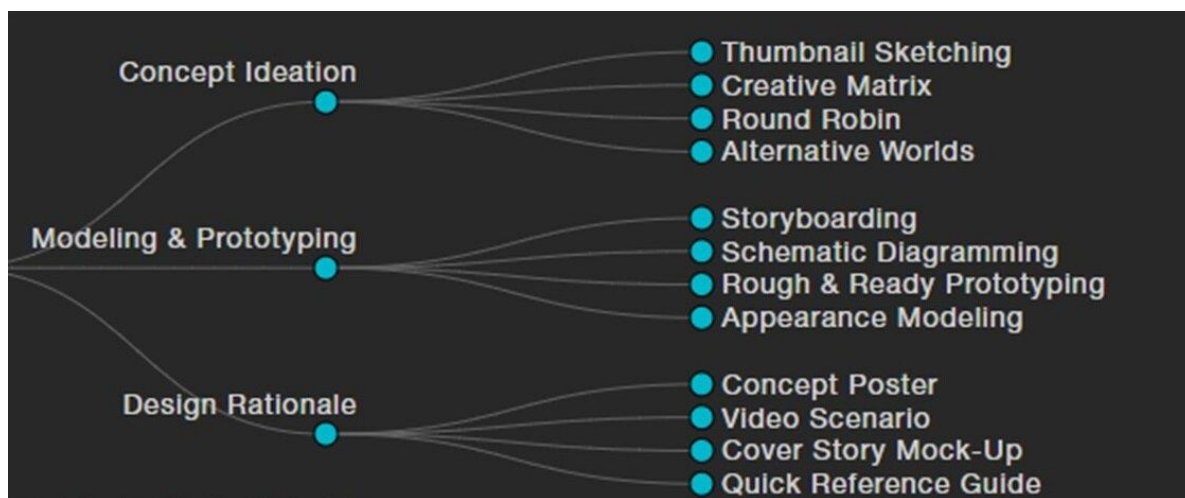 Concept Ideation
Thumbnail Sketching
Creative Matrix
Round Robin
Alternative Worlds
Modeling & Prototyping
Storyboarding
Schematic Diagramming
Rough & Ready Prototyping
Appearance Modeling
Design Rationale
Concept Poster
Video Scenario
Cover Story Mock-Up
Quick Reference Guide